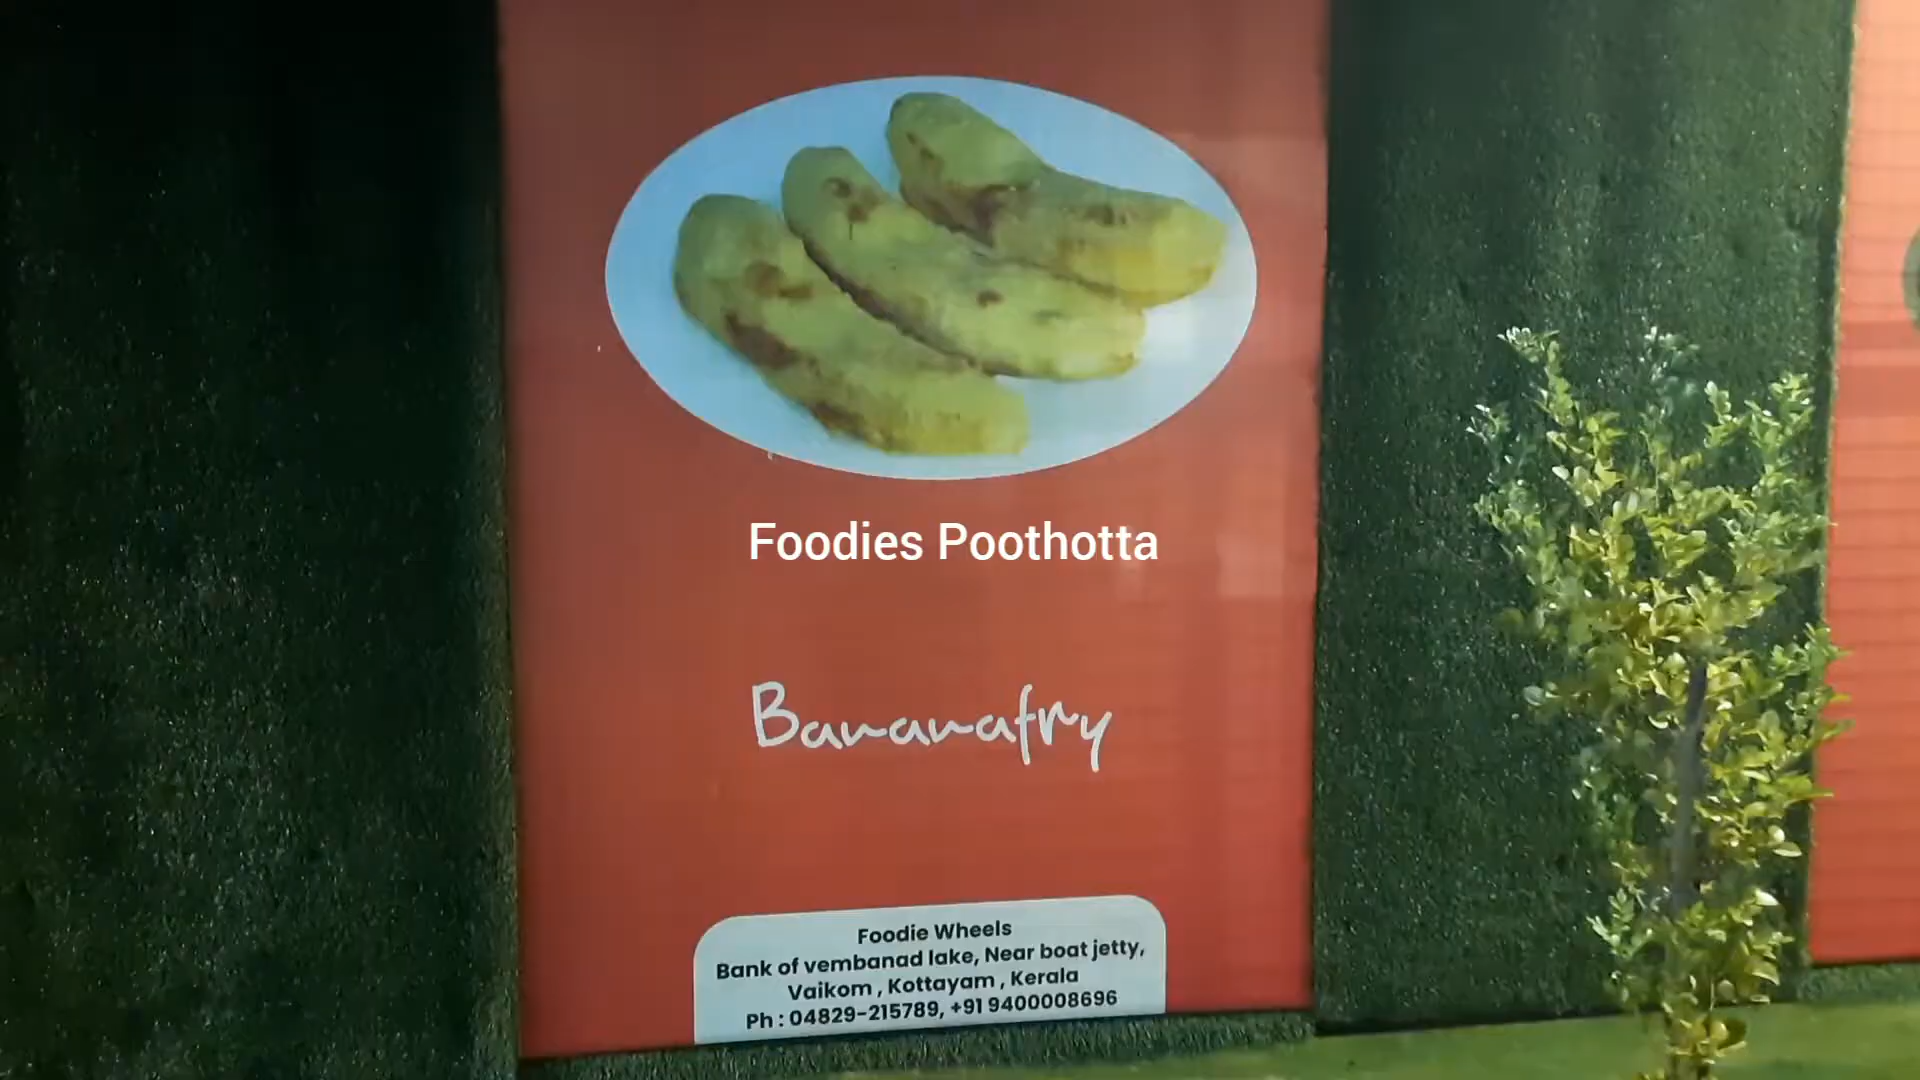 Foodies Poothotta
Bananafry
Foodie Wheels
Bank of vembanad lake, Near boat jetty,
Vaikom , Kottayam , Kerala
Ph : 04829-215789, +91 9400008696